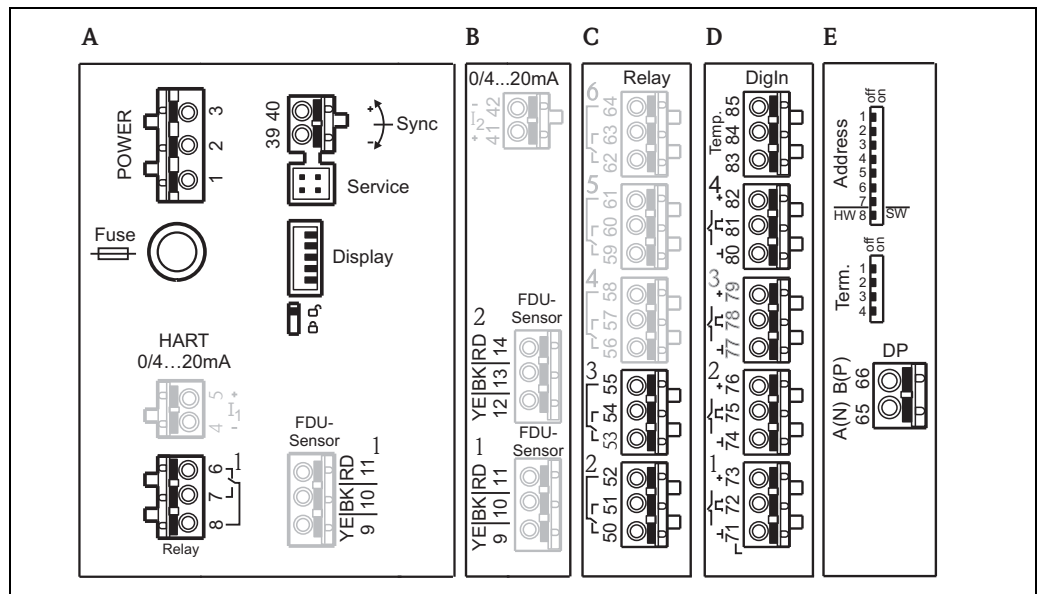 A
B
C
D
E
POWER
3
2
1
39 40
+
-
Sync
Service
Fuse
Display
HART
0/4...20mA
5
4
+
I1
-
6
7
8
1
Relay
FDU-
Sensor
1
YE|BK|RD
9 |10| 11
0/4...20mA
-
I2
+
42
41
2
FDU-
Sensor
YE|BK|RD
12 |13| 14
1
FDU-
Sensor
YE|BK|RD
9 |10| 11
Relay
6
64
63
62
5
61
60
59
4
58
57
56
3
55
54
53
2
52
51
50
DigIn
Temp.
85
84
83
4
+
82
81
80
3
+
79
78
77
2
+
76
75
74
1
+
73
72
71
off
on
Address
1
2
3
4
5
6
7
HW 8 SW
off
on
Term.
1
2
3
4
DP
A(N) B(P)
65 66